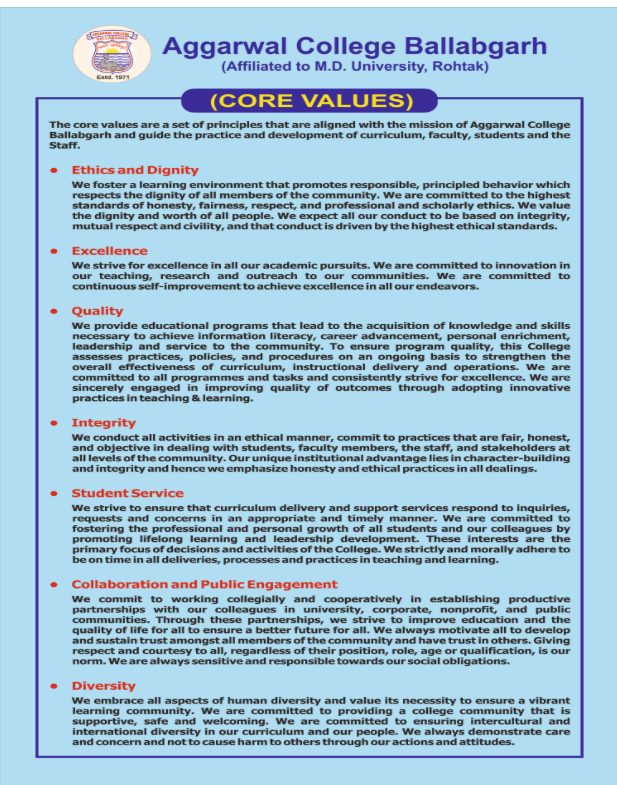 AGGARWAL COLLEGE
BALLABGARH
Estd. 1971
Aggarwal College Ballabgarh
(Affiliated to M.D. University, Rohtak)
(CORE VALUES)
The core values are a set of principles that are aligned with the mission of Aggarwal College
Ballabgarh and guide the practice and development of curriculum, faculty, students and the
Staff.
• Ethics and Dignity
We foster a learning environment that promotes responsible, principled behavior which
respects the dignity of all members of the community. We are committed to the highest
standards of honesty, fairness, respect, and professional and scholarly ethics. We value
the dignity and worth of all people. We expect all our conduct to be based on integrity,
mutual respect and civility, and that conduct is driven by the highest ethical standards.
• Excellence
We strive for excellence in all our academic pursuits. We are committed to innovation in
our teaching, research and outreach to our communities. We are committed to
continuous self-improvement to achieve excellence in all our endeavors.
• Quality
We provide educational programs that lead to the acquisition of knowledge and skills
necessary to achieve information literacy, career advancement, personal enrichment,
leadership and service to the community. To ensure program quality, this College
assesses practices, policies, and procedures on an ongoing basis to strengthen the
overall effectiveness of curriculum, instructional delivery and operations. We are
committed to all programmes and tasks and consistently strive for excellence. We are
sincerely engaged in improving quality of outcomes through adopting innovative
practices in teaching & learning.
• Integrity
We conduct all activities in an ethical manner, commit to practices that are fair, honest,
and objective in dealing with students, faculty members, the staff, and stakeholders at
all levels of the community. Our unique institutional advantage lies in character-building
and integrity and hence we emphasize honesty and ethical practices in all dealings.
• Student Service
We strive to ensure that curriculum delivery and support services respond to inquiries,
requests and concerns in an appropriate and timely manner. We are committed to
fostering the professional and personal growth of all students and our colleagues by
promoting lifelong learning and leadership development. These interests are the
primary focus of decisions and activities of the College. We strictly and morally adhere to
be on time in all deliveries, processes and practices in teaching and learning.
• Collaboration and Public Engagement
We commit to working collegially and cooperatively in establishing productive
partnerships with our colleagues in university, corporate, nonprofit, and public
communities. Through these partnerships, we strive to improve education and the
quality of life for all to ensure a better future for all. We always motivate all to develop
and sustain trust amongst all members of the community and have trust in others. Giving
respect and courtesy to all, regardless of their position, role, age or qualification, is our
norm. We are always sensitive and responsible towards our social obligations.
• Diversity
We embrace all aspects of human diversity and value its necessity to ensure a vibrant
learning community. We are committed to providing a college community that is
supportive, safe and welcoming. We are committed to ensuring intercultural and
international diversity in our curriculum and our people. We always demonstrate care
and concern and not to cause harm to others through our actions and attitudes.